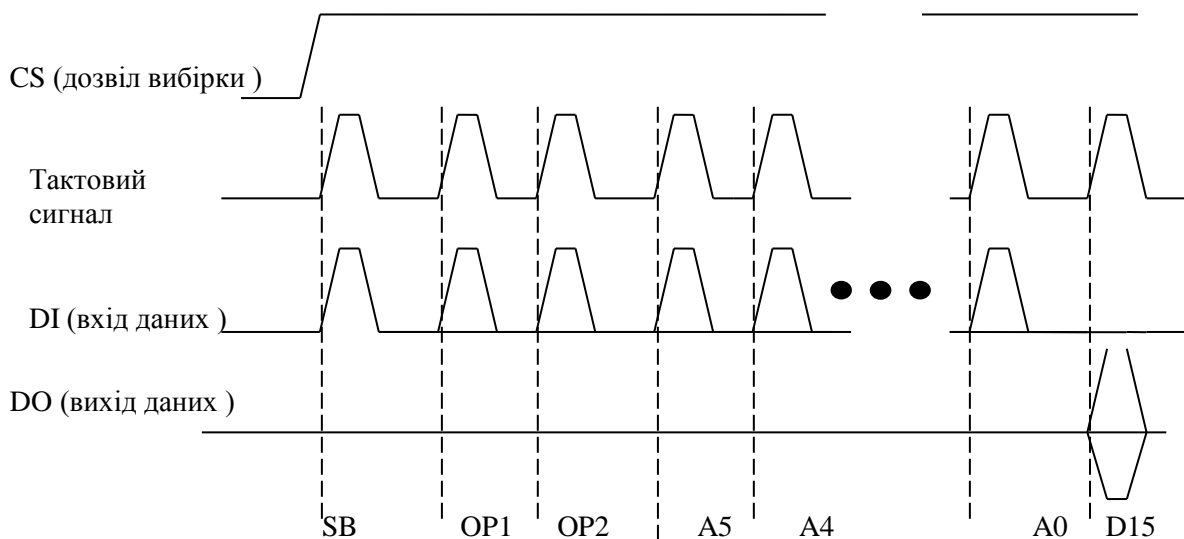 CS (дозвіл вибірки )
Тактовий
сигнал
DI (вхід даних )
DO (вихід даних )
SB OP1 OP2 A5 A4 A0 D15